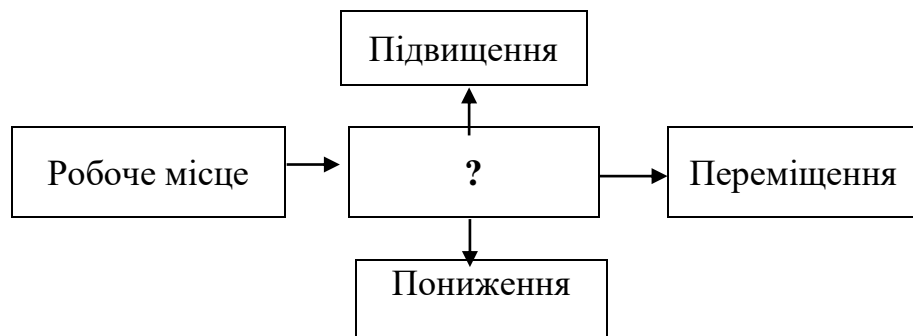 Підвищення
Робоче місце
?
Переміщення
Пониження